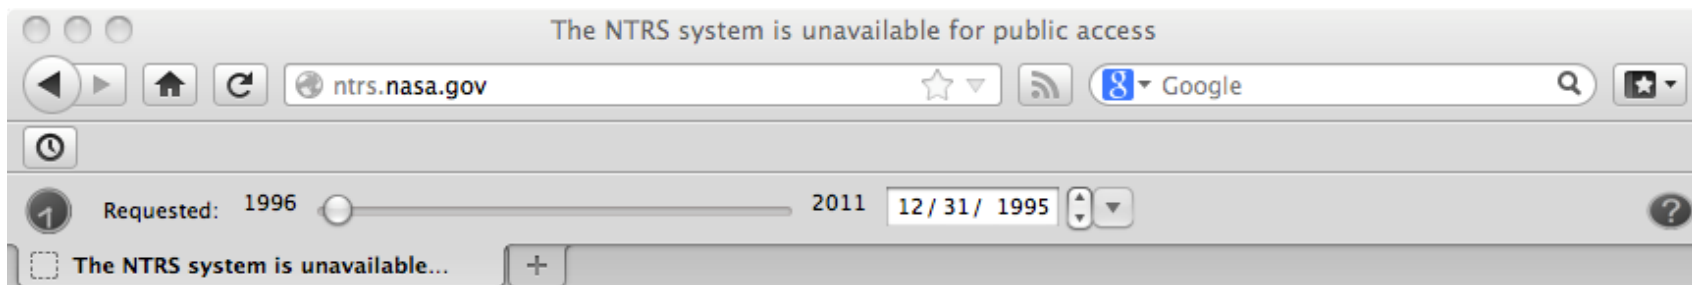 The NTRS system is unavailable for public access
ntrs.nasa.gov
8 Google
Requested: 1996 2011 12/31/ 1995 ?
The NTRS system is unavailable... +